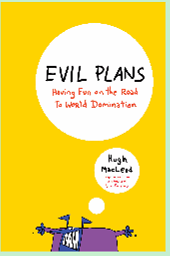 EVIL PLANS
Having Fun on the Road
To World Domination
Hugh
MacLeod